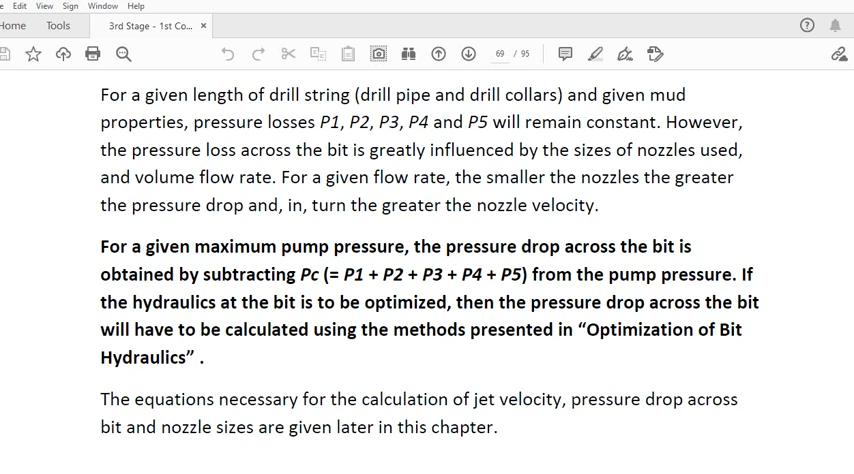 Edit View Sign Window Help
Home Tools 3rd Stage - 1st Co... ×
69 / 95
For a given length of drill string (drill pipe and drill collars) and given mud
properties, pressure losses P1, P2, P3, P4 and P5 will remain constant. However,
the pressure loss across the bit is greatly influenced by the sizes of nozzles used,
and volume flow rate. For a given flow rate, the smaller the nozzles the greater
the pressure drop and, in, turn the greater the nozzle velocity.
For a given maximum pump pressure, the pressure drop across the bit is
obtained by subtracting Pc (= P1 + P2 + P3 + P4 + P5) from the pump pressure. If
the hydraulics at the bit is to be optimized, then the pressure drop across the bit
will have to be calculated using the methods presented in “Optimization of Bit
Hydraulics” .
The equations necessary for the calculation of jet velocity, pressure drop across
bit and nozzle sizes are given later in this chapter.